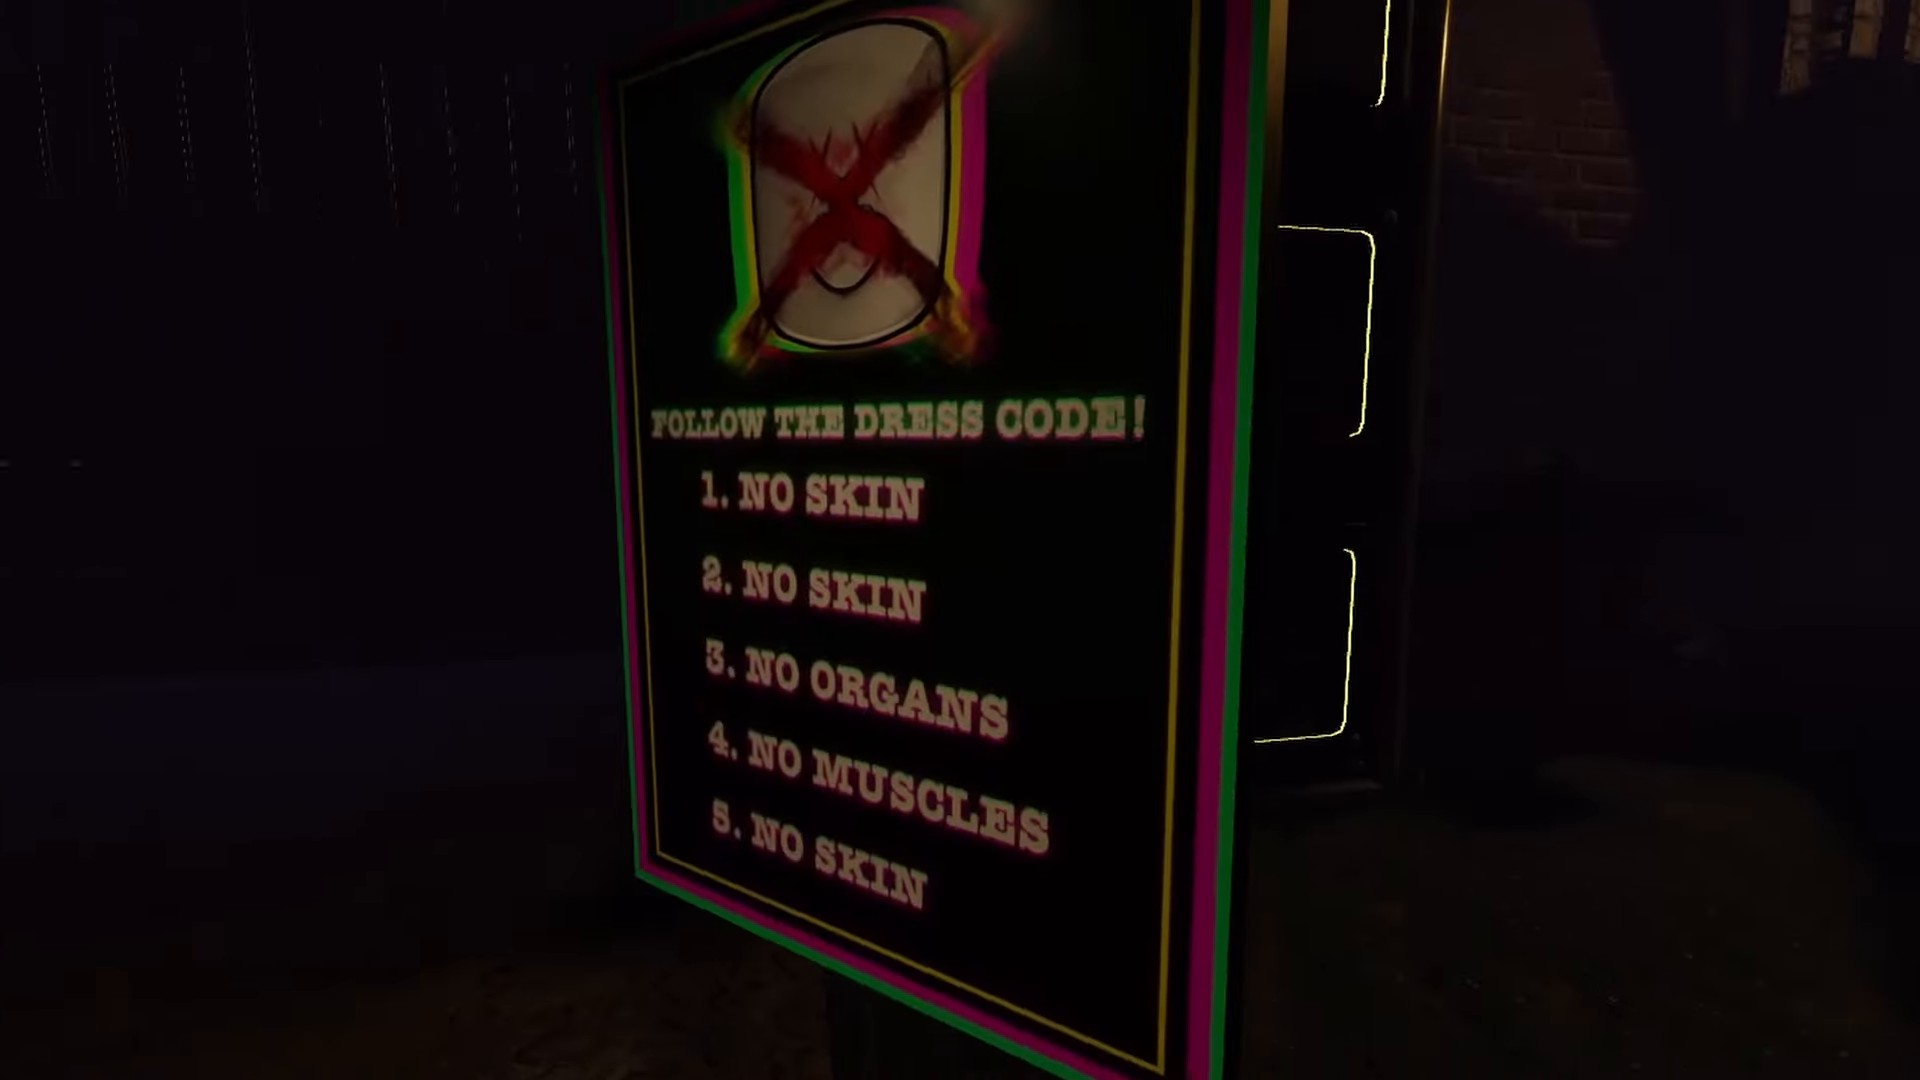 FOLLOW THE DRESS CODE!
1. NO SKIN
2. NO SKIN
3. NO ORGANS
4. NO MUSCLES
5. NO SKIN